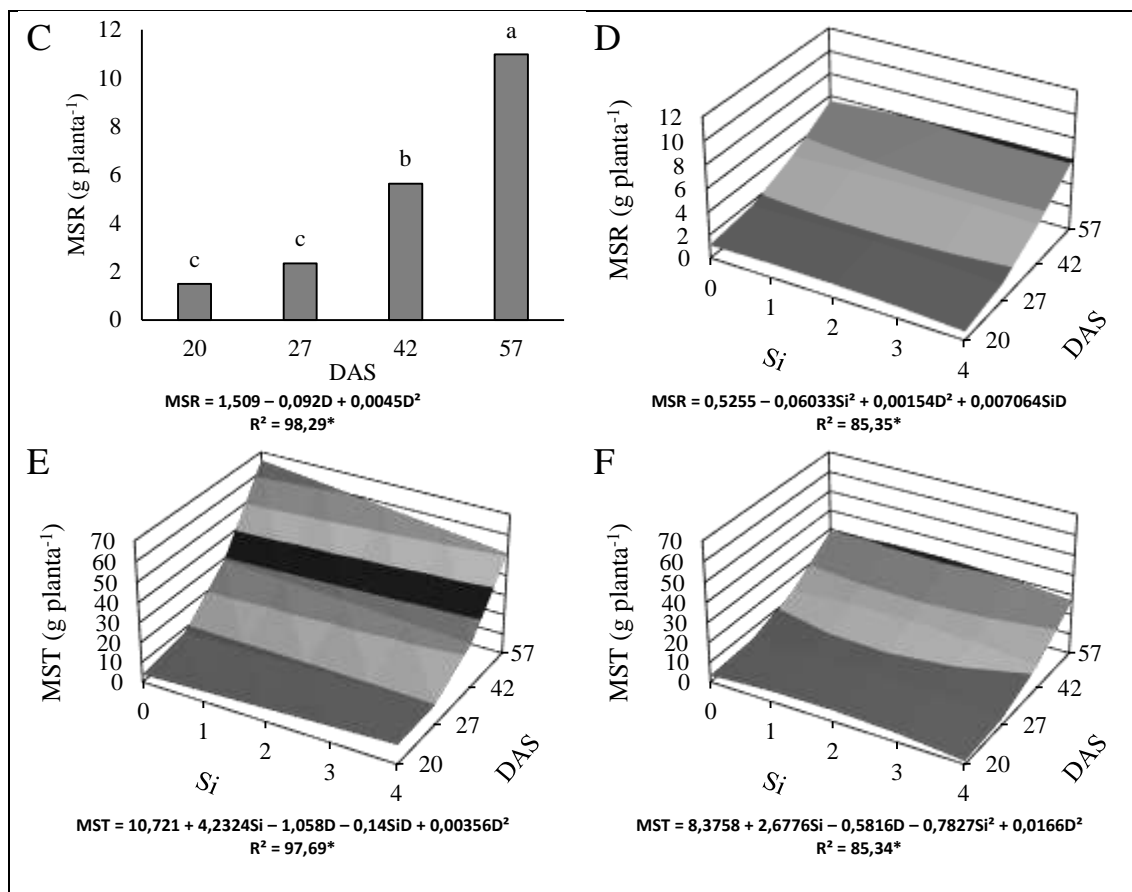 C
MSR (g planta⁻¹)
12
10
8
6
4
2
0
c
c
b
a
20 27 42 57
DAS
MSR = 1,509 – 0,092D + 0,0045D²
R² = 98,29*
D
MSR (g planta⁻¹)
12
10
8
6
4
2
0
0 1 2 3 4
Si
20 27 42 57
DAS
MSR = 0,5255 – 0,06033Si² + 0,00154D² + 0,007064SiD
R² = 85,35*
E
MST (g planta⁻¹)
70
60
50
40
30
20
10
0
0 1 2 3 4
Si
20 27 42 57
DAS
MST = 10,721 + 4,2324Si – 1,058D – 0,14SiD + 0,00356D²
R² = 97,69*
F
MST (g planta⁻¹)
70
60
50
40
30
20
10
0
0 1 2 3 4
Si
20 27 42 57
DAS
MST = 8,3758 + 2,6776Si – 0,5816D – 0,7827Si² + 0,0166D²
R² = 85,34*